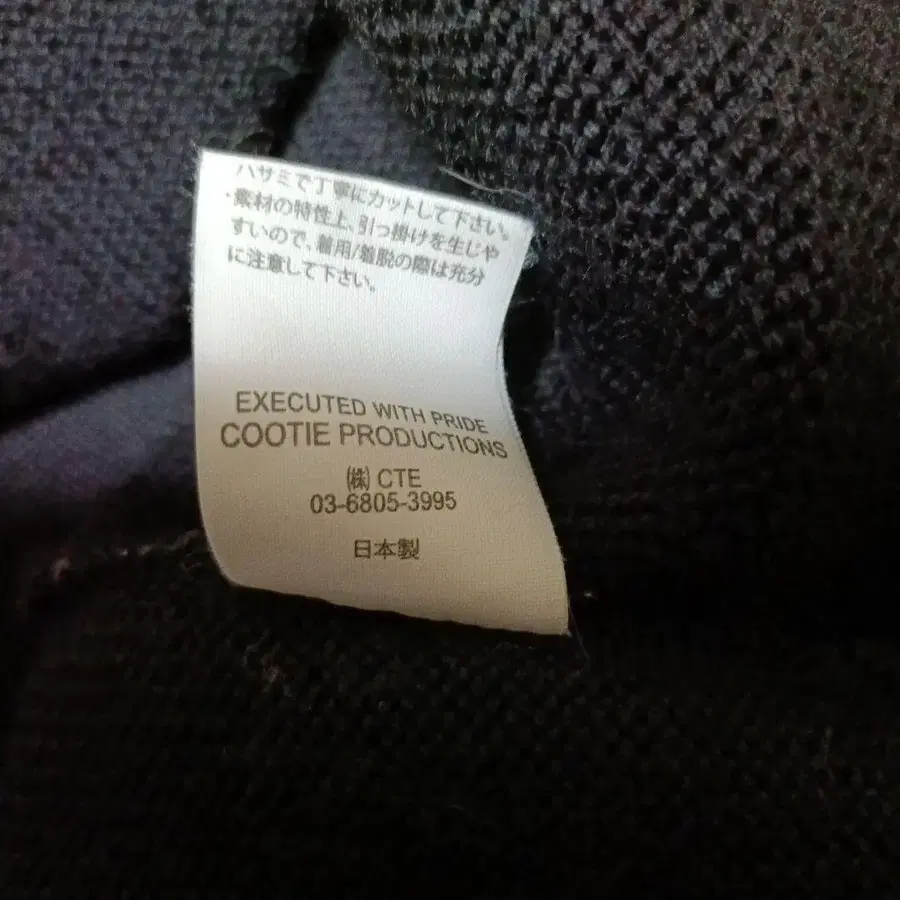 ハサミで丁寧にカットして下さい。
・素材の特性上、引っ掛けを生じや
すいので、着用/着脱の際は充分
に注意して下さい。
EXECUTED WITH PRIDE
COOTIE PRODUCTIONS
㈱ CTE
03-6805-3995
日本製